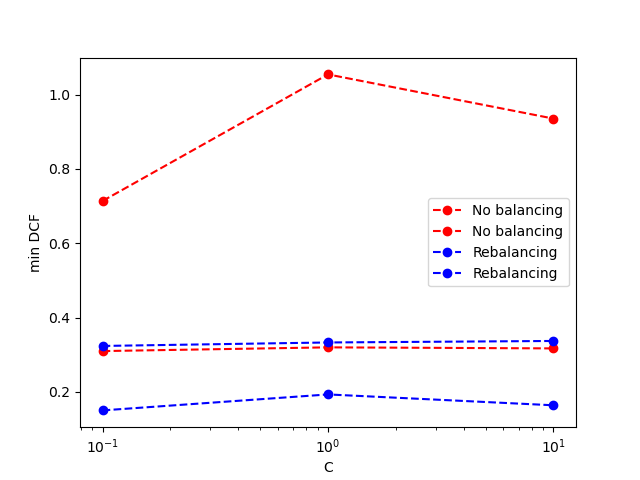 1.0
0.8
0.6
0.4
0.2
min DCF
No balancing
No balancing
Rebalancing
Rebalancing
10⁻¹ 10⁰ 10¹
C